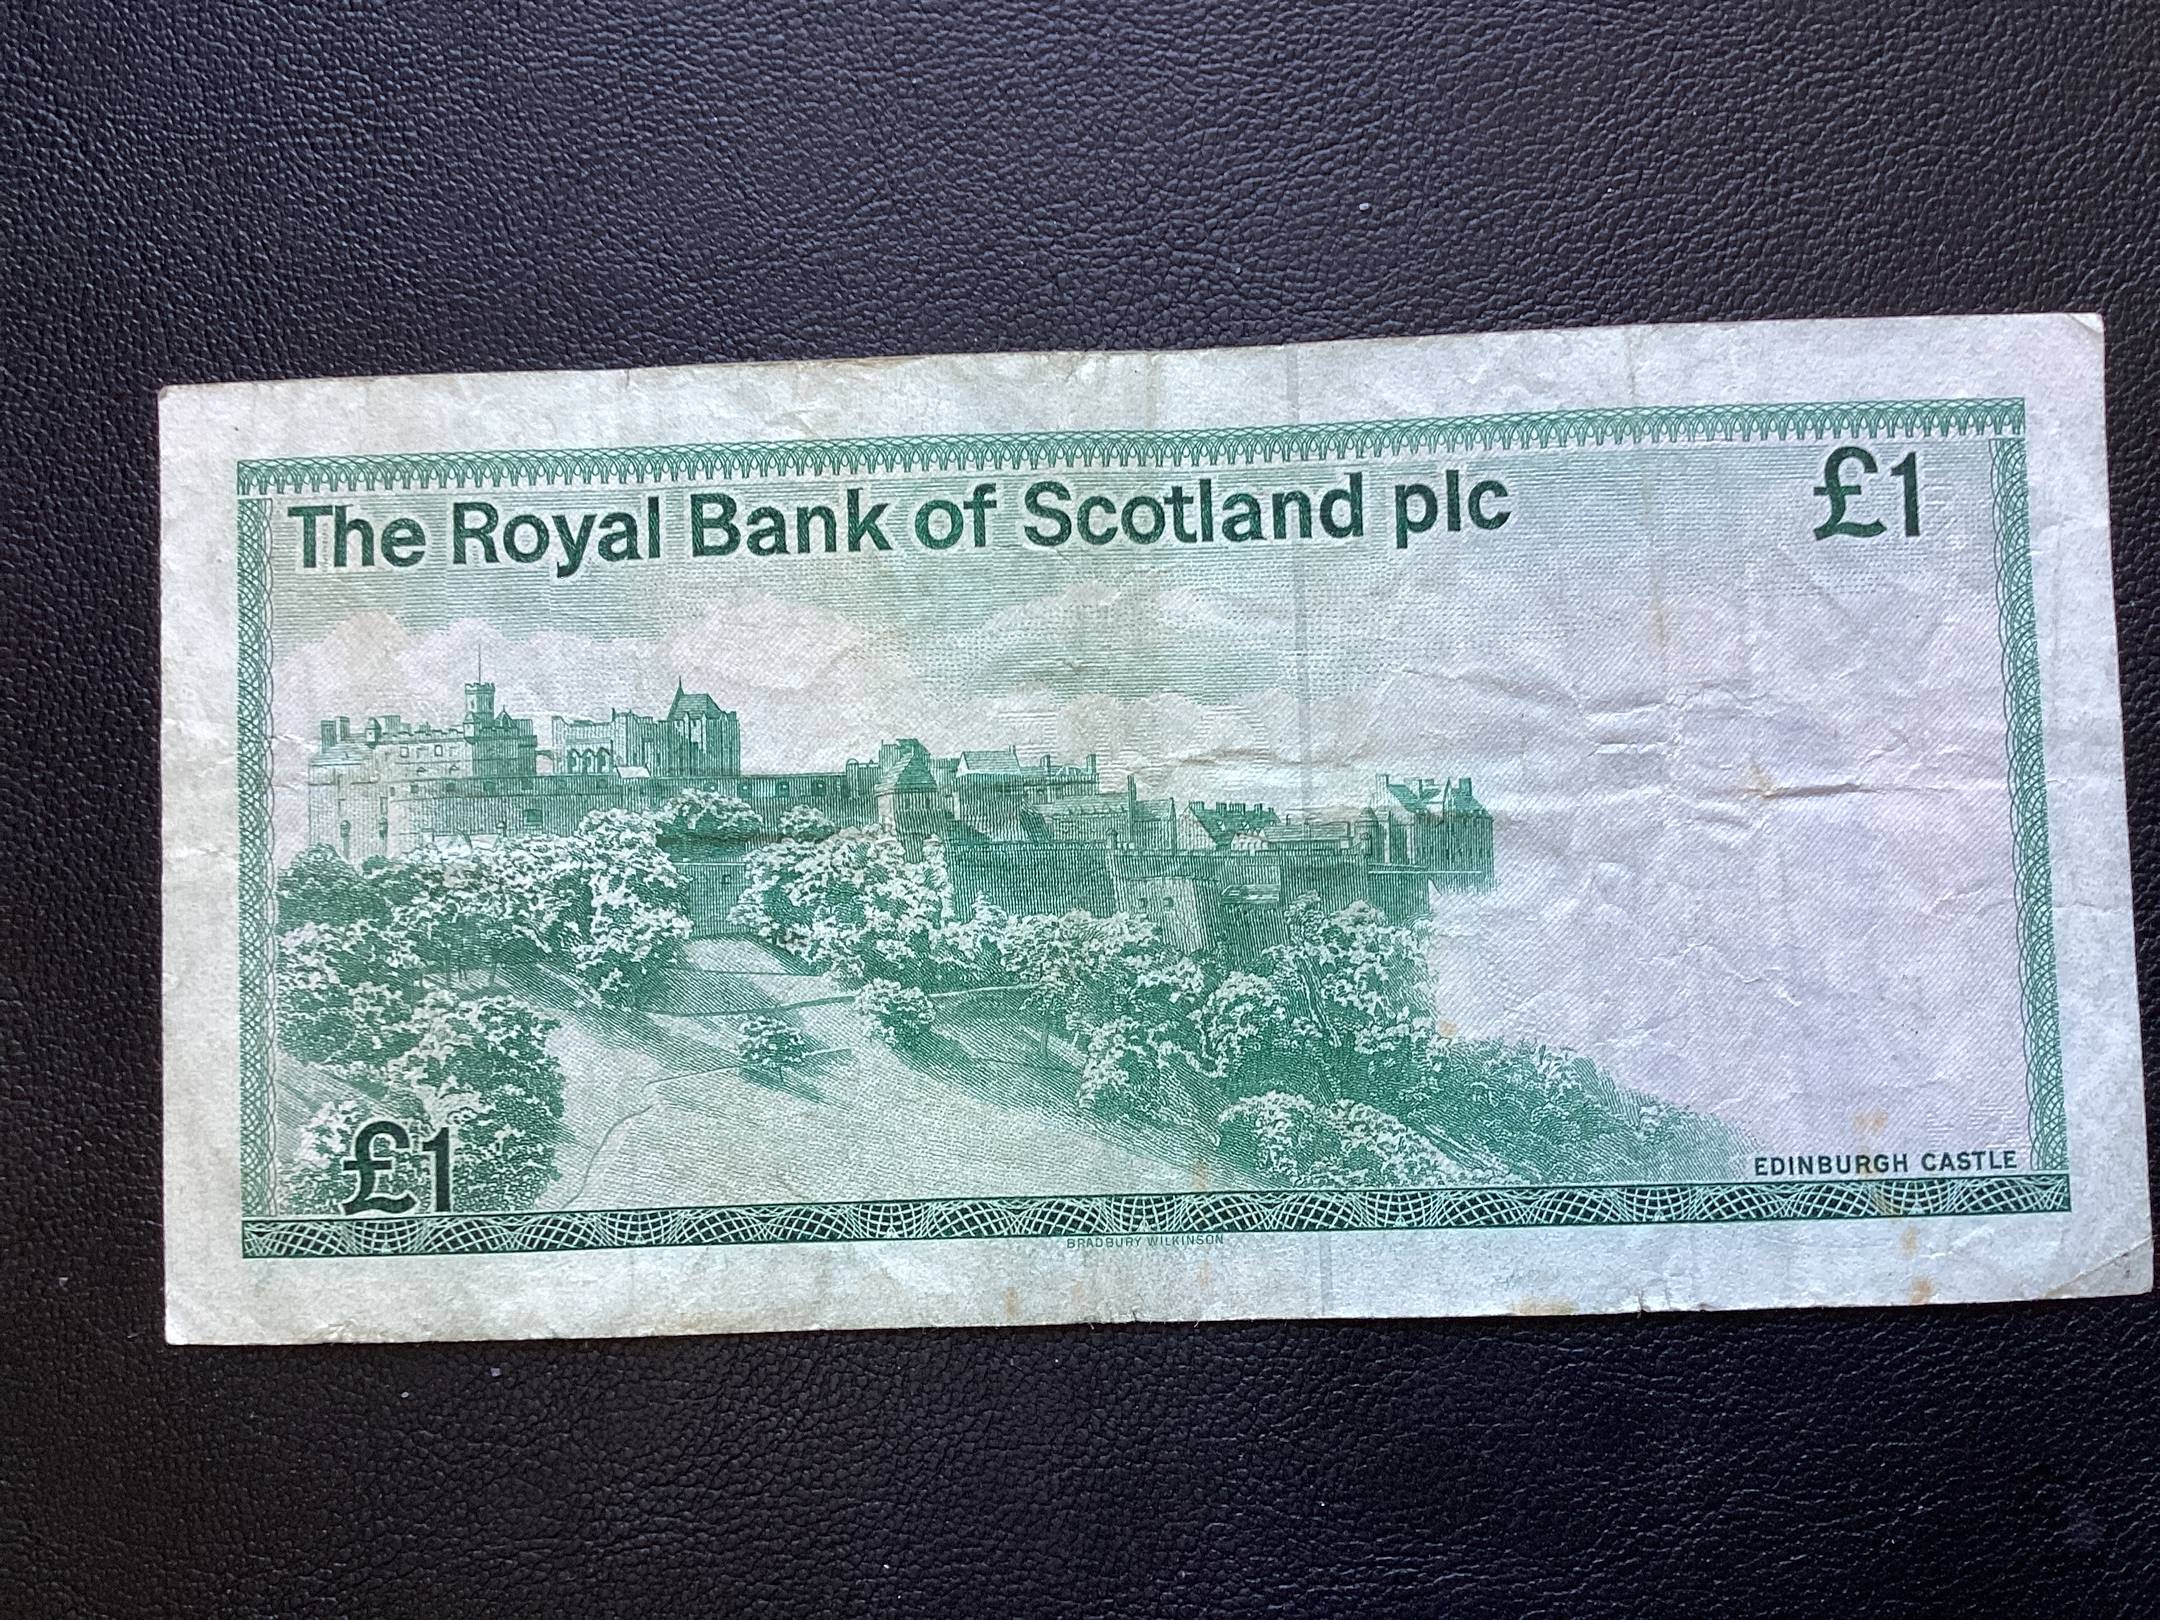 The Royal Bank of Scotland plc
£1
£1
EDINBURGH CASTLE
BRADBURY WILKINSON